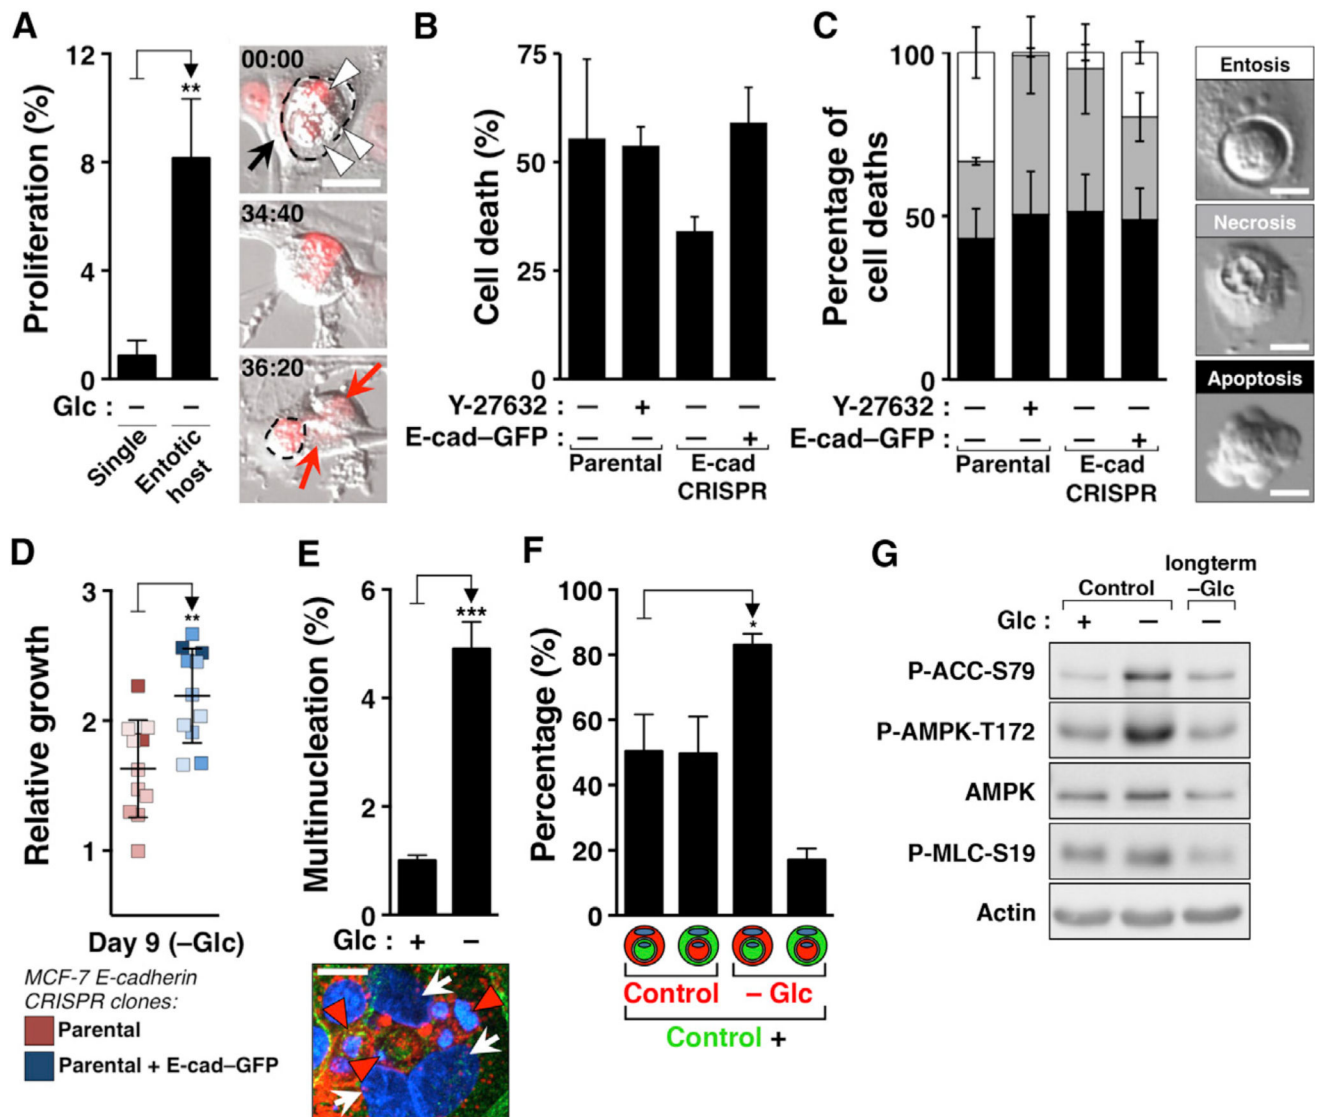 A
Proliferation (%)
12
8
4
0
**
Glc : – –
Single
Entotic
host
00:00
34:40
36:20
B
Cell death (%)
75
50
25
0
Y-27632 : – + – –
E-cad–GFP : – – – +
Parental
E-cad
CRISPR
C
Percentage of
cell deaths
100
50
0
Y-27632 : – + – –
E-cad–GFP : – – – +
Parental
E-cad
CRISPR
Entosis
Necrosis
Apoptosis
D
Relative growth
3
2
1
**
Day 9 (–Glc)
MCF-7 E-cadherin
CRISPR clones:
Parental
Parental + E-cad–GFP
E
Multinucleation (%)
6
4
2
0
***
Glc : + –
F
Percentage (%)
100
80
60
40
20
0
*
Control – Glc
Control +
G
longterm
Control –Glc
Glc : + – –
P-ACC-S79
P-AMPK-T172
AMPK
P-MLC-S19
Actin